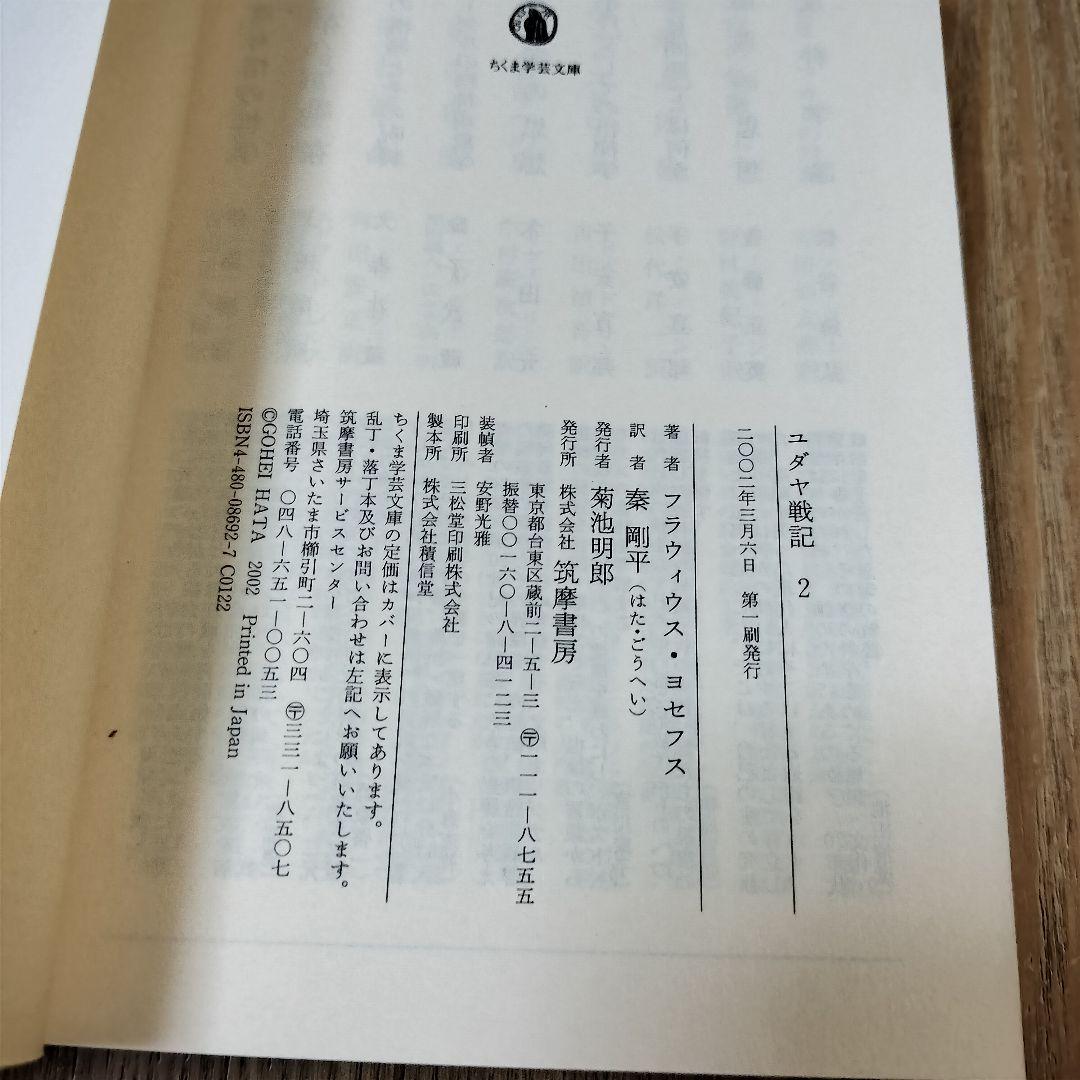 ちくま学芸文庫
ユダヤ戦記 2
二〇〇二年三月六日 第一刷発行
著者 フラウィウス・ヨセフス
訳者 秦 剛平(はた・ごうへい)
発行者 菊池明郎
発行所 株式会社 筑摩書房
東京都台東区蔵前二—五—三 〒一一一—八七五五
振替〇〇一六〇—八—四一二三
装幀者 安野光雅
印刷所 三松堂印刷株式会社
製本所 株式会社積信堂
ちくま学芸文庫の定価はカバーに表示してあります。
乱丁・落丁本及びお問い合わせは左記へお願いいたします。
筑摩書房サービスセンター
埼玉県さいたま市櫛引町二—六〇四 〒三三一—八五〇七
電話番号 〇四八—六五一—〇〇五三
©GOHEI HATA 2002 Printed in Japan
ISBN4-480-08692-7 C0122